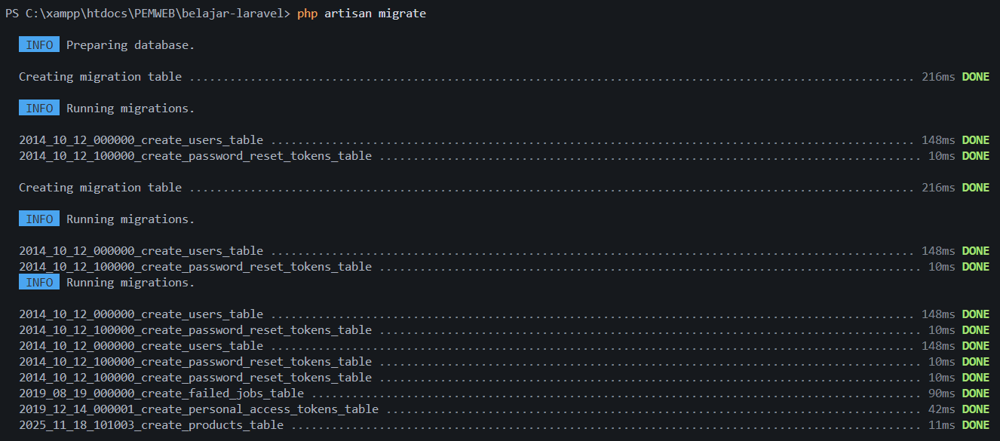 PS C:\xampp\htdocs\PEMWEB\belajar-laravel> php artisan migrate
INFO Preparing database.
Creating migration table ........................................................................................................... 216ms DONE
INFO Running migrations.
2014_10_12_000000_create_users_table ............................................................................................... 148ms DONE
2014_10_12_100000_create_password_reset_tokens_table ................................................................................ 10ms DONE
Creating migration table ........................................................................................................... 216ms DONE
INFO Running migrations.
2014_10_12_000000_create_users_table ............................................................................................... 148ms DONE
2014_10_12_100000_create_password_reset_tokens_table ................................................................................ 10ms DONE
INFO Running migrations.
2014_10_12_000000_create_users_table ............................................................................................... 148ms DONE
2014_10_12_100000_create_password_reset_tokens_table ................................................................................ 10ms DONE
2014_10_12_000000_create_users_table ............................................................................................... 148ms DONE
2014_10_12_100000_create_password_reset_tokens_table ................................................................................ 10ms DONE
2014_10_12_100000_create_password_reset_tokens_table ................................................................................ 10ms DONE
2019_08_19_000000_create_failed_jobs_table .......................................................................................... 90ms DONE
2019_12_14_000001_create_personal_access_tokens_table ............................................................................... 42ms DONE
2025_11_18_101003_create_products_table ............................................................................................. 11ms DONE